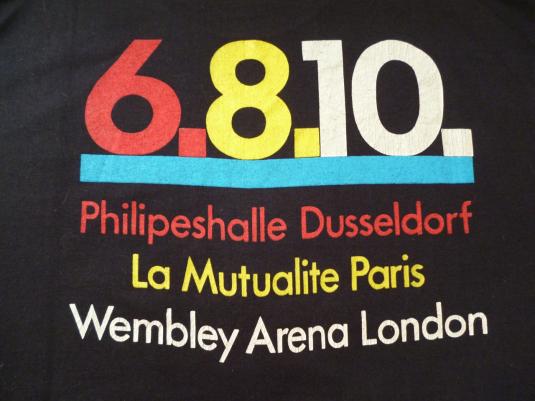 6.8.10.
Philipeshalle Dusseldorf
La Mutualite Paris
Wembley Arena London